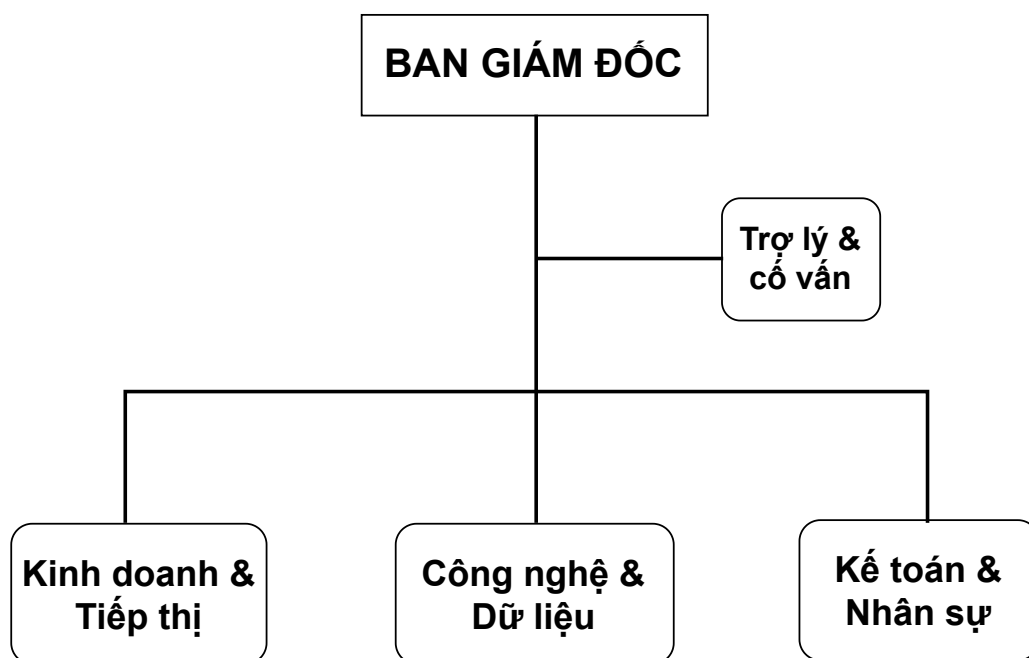 BAN GIÁM ĐỐC
Trợ lý &
cố vấn
Kinh doanh &
Tiếp thị
Công nghệ &
Dữ liệu
Kế toán &
Nhân sự